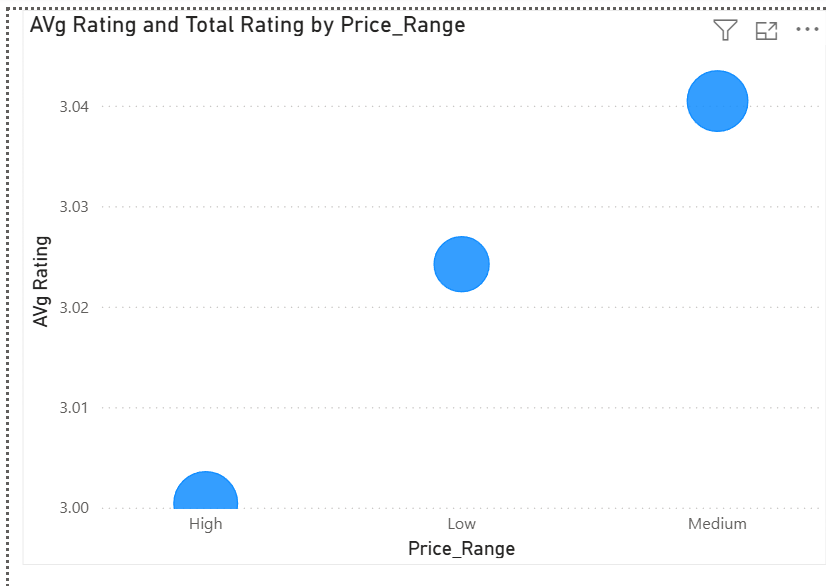 AVg Rating and Total Rating by Price_Range
3.04
3.03
3.02
3.01
3.00
AVg Rating
High Low Medium
Price_Range